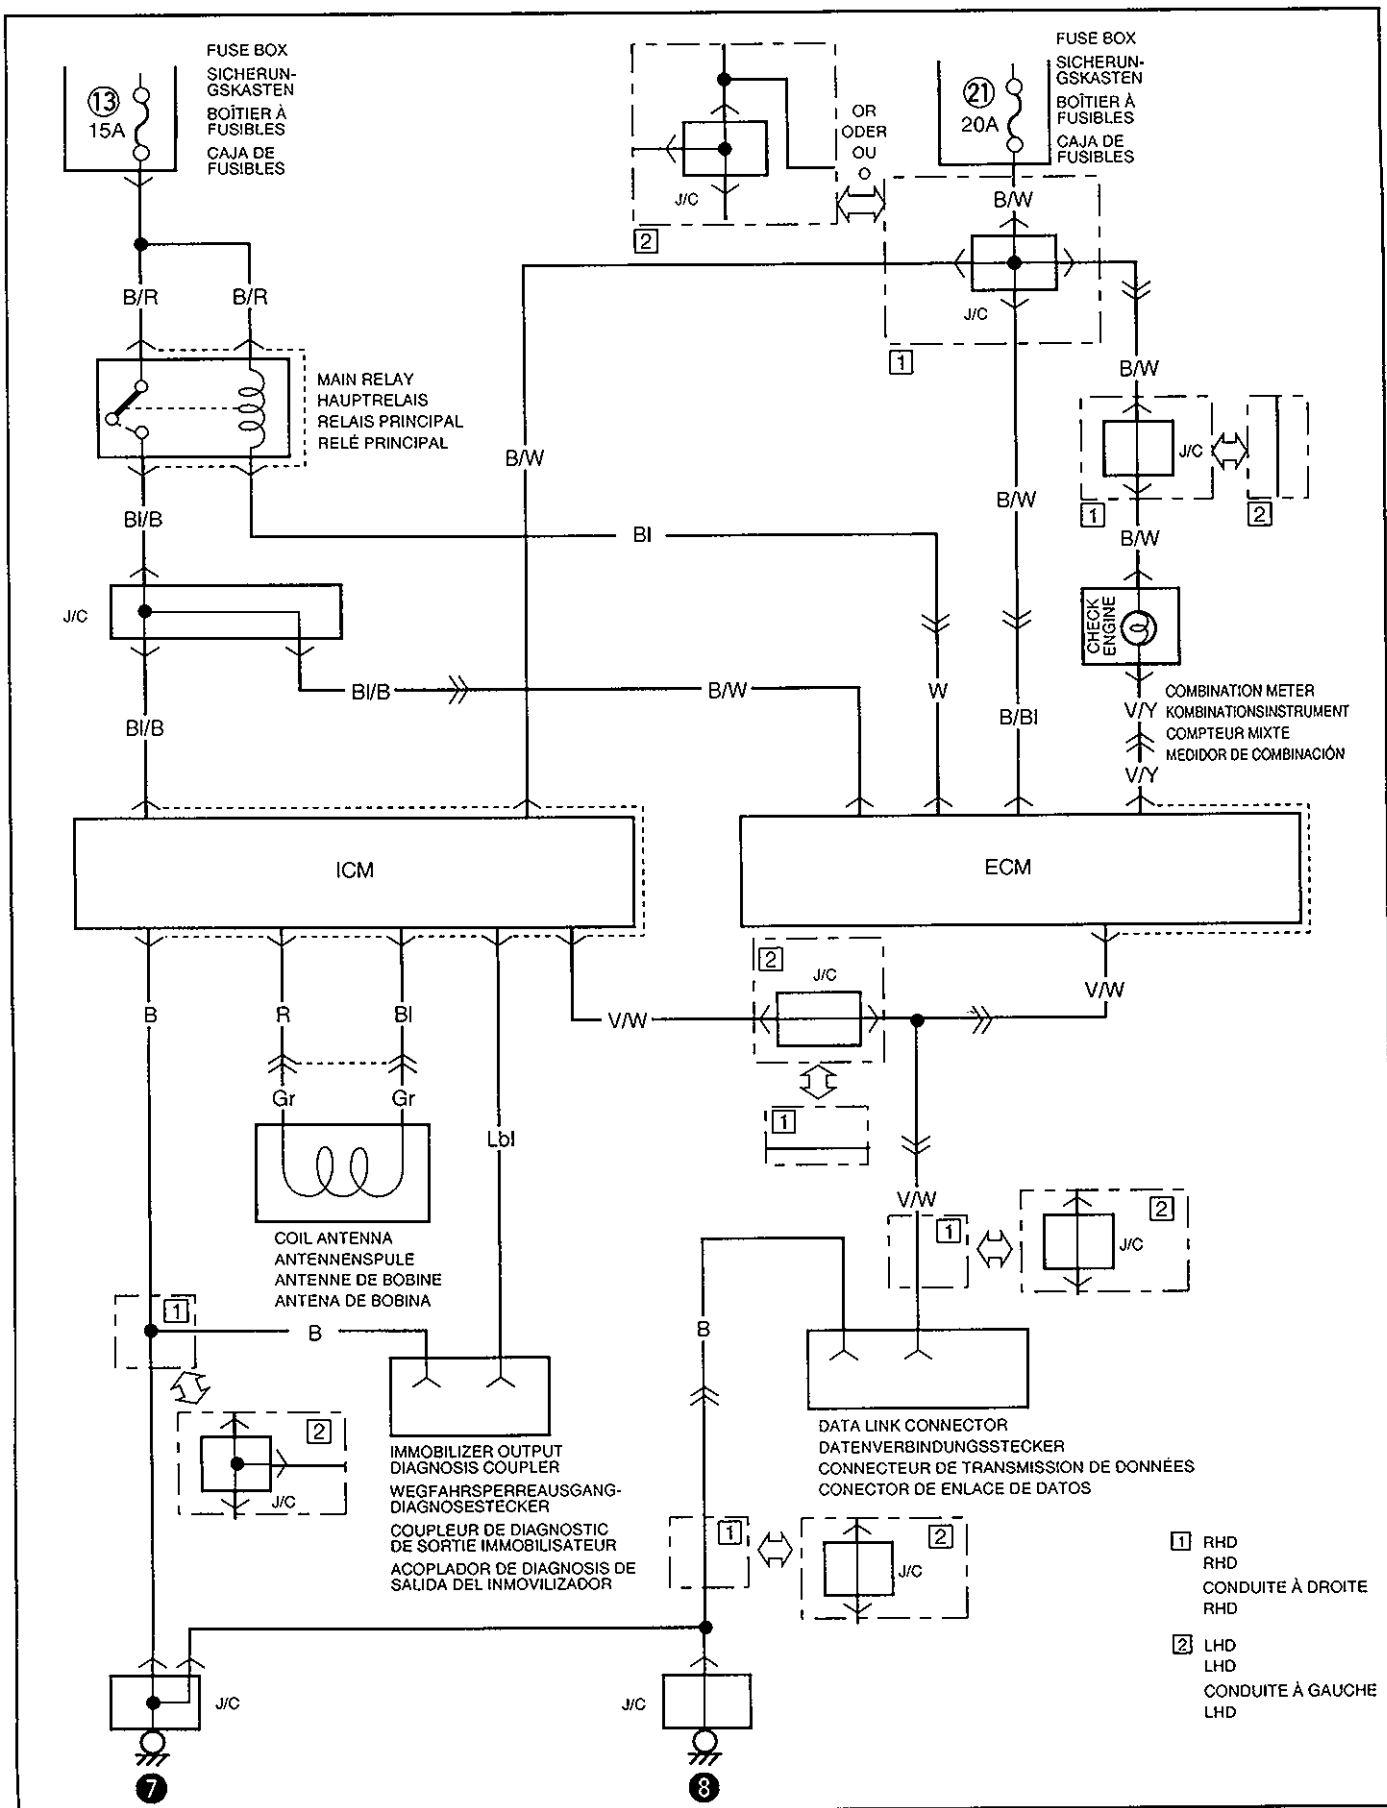 FUSE BOX
SICHERUN-
GSKASTEN
BOÎTIER À
FUSIBLES
CAJA DE
FUSIBLES
13
15A
FUSE BOX
SICHERUN-
GSKASTEN
BOÎTIER À
FUSIBLES
CAJA DE
FUSIBLES
21
20A
OR
ODER
OU
O
J/C
2
B/W
J/C
1
B/R
B/R
MAIN RELAY
HAUPTRELAIS
RELAIS PRINCIPAL
RELÉ PRINCIPAL
B/W
B/W
J/C
1
2
B/W
B/W
Bl/B
Bl
J/C
CHECK
ENGINE
Bl/B
B/W
W
B/Bl
V/Y
COMBINATION METER
KOMBINATIONSINSTRUMENT
COMPTEUR MIXTE
MEDIDOR DE COMBINACIÓN
Bl/B
V/Y
ICM
ECM
2
J/C
B
R
Bl
V/W
V/W
Gr
Gr
1
Lbl
V/W
1
2
J/C
COIL ANTENNA
ANTENNENSPULE
ANTENNE DE BOBINE
ANTENA DE BOBINA
1
B
B
2
J/C
IMMOBILIZER OUTPUT
DIAGNOSIS COUPLER
WEGFAHRSPERREAUSGANG-
DIAGNOSESTECKER
COUPLEUR DE DIAGNOSTIC
DE SORTIE IMMOBILISATEUR
ACOPLADOR DE DIAGNOSIS DE
SALIDA DEL INMOVILIZADOR
DATA LINK CONNECTOR
DATENVERBINDUNGSSTECKER
CONNECTEUR DE TRANSMISSION DE DONNÉES
CONECTOR DE ENLACE DE DATOS
1
2
J/C
1 RHD
RHD
CONDUITE À DROITE
RHD
2 LHD
LHD
CONDUITE À GAUCHE
LHD
J/C
J/C
7
8